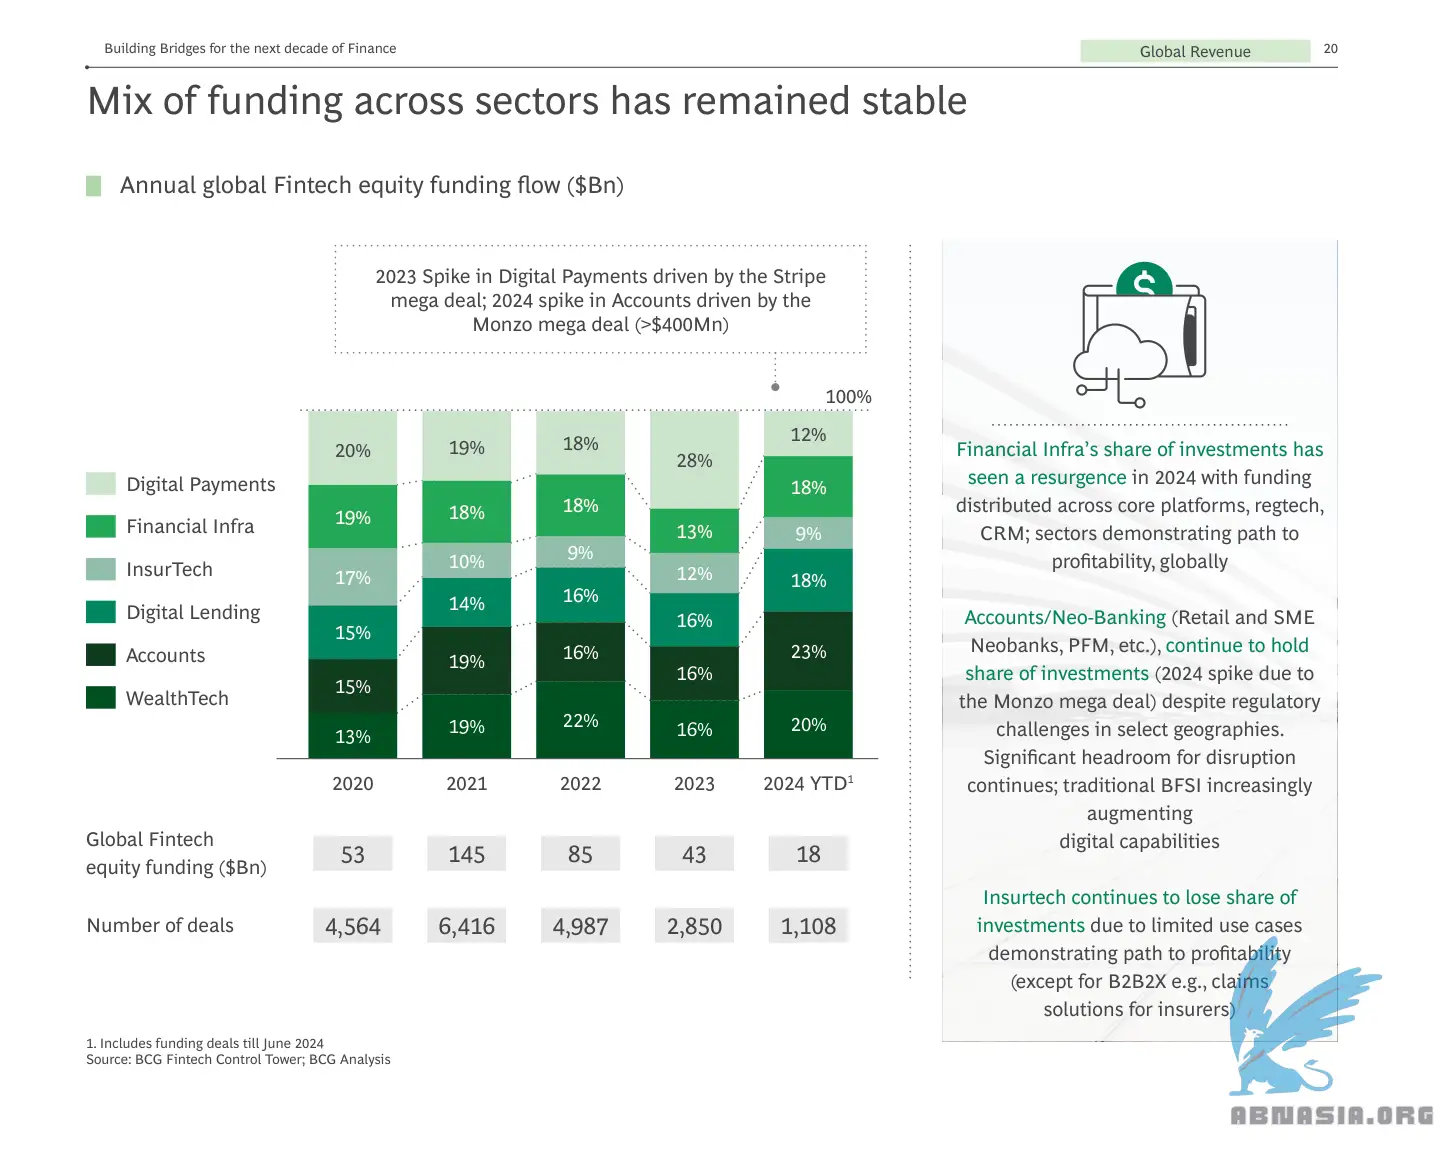 Building Bridges for the next decade of Finance
Global Revenue
20
Mix of funding across sectors has remained stable
Annual global Fintech equity funding flow ($Bn)
2023 Spike in Digital Payments driven by the Stripe
mega deal; 2024 spike in Accounts driven by the
Monzo mega deal (>$400Mn)
100%
Digital Payments
Financial Infra
InsurTech
Digital Lending
Accounts
WealthTech
20%
19%
17%
15%
15%
13%
19%
18%
10%
14%
19%
19%
18%
18%
9%
16%
16%
22%
28%
13%
12%
16%
16%
16%
12%
18%
9%
18%
23%
20%
2020
2021
2022
2023
2024 YTD¹
Global Fintech
equity funding ($Bn)
53
145
85
43
18
Number of deals
4,564
6,416
4,987
2,850
1,108
$
Financial Infra’s share of investments has
seen a resurgence in 2024 with funding
distributed across core platforms, regtech,
CRM; sectors demonstrating path to
profitability, globally
Accounts/Neo-Banking (Retail and SME
Neobanks, PFM, etc.), continue to hold
share of investments (2024 spike due to
the Monzo mega deal) despite regulatory
challenges in select geographies.
Significant headroom for disruption
continues; traditional BFSI increasingly
augmenting
digital capabilities
Insurtech continues to lose share of
investments due to limited use cases
demonstrating path to profitability
(except for B2B2X e.g., claims
solutions for insurers)
1. Includes funding deals till June 2024
Source: BCG Fintech Control Tower; BCG Analysis
ABNASIA.ORG